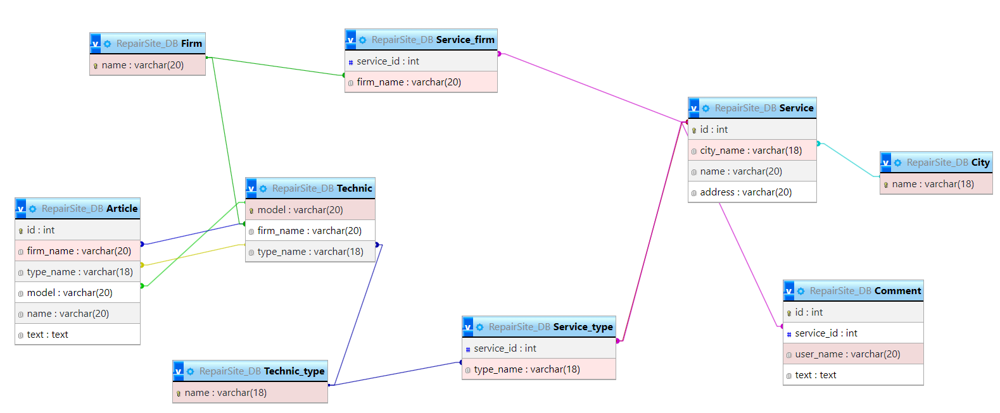 RepairSite_DB Firm
name : varchar(20)
RepairSite_DB Service_firm
# service_id : int
firm_name : varchar(20)
RepairSite_DB Service
id : int
city_name : varchar(18)
name : varchar(20)
address : varchar(20)
RepairSite_DB City
name : varchar(18)
RepairSite_DB Technic
model : varchar(20)
firm_name : varchar(20)
type_name : varchar(18)
RepairSite_DB Article
id : int
firm_name : varchar(20)
type_name : varchar(18)
model : varchar(20)
name : varchar(20)
text : text
RepairSite_DB Comment
id : int
# service_id : int
user_name : varchar(20)
text : text
RepairSite_DB Service_type
# service_id : int
type_name : varchar(18)
RepairSite_DB Technic_type
name : varchar(18)